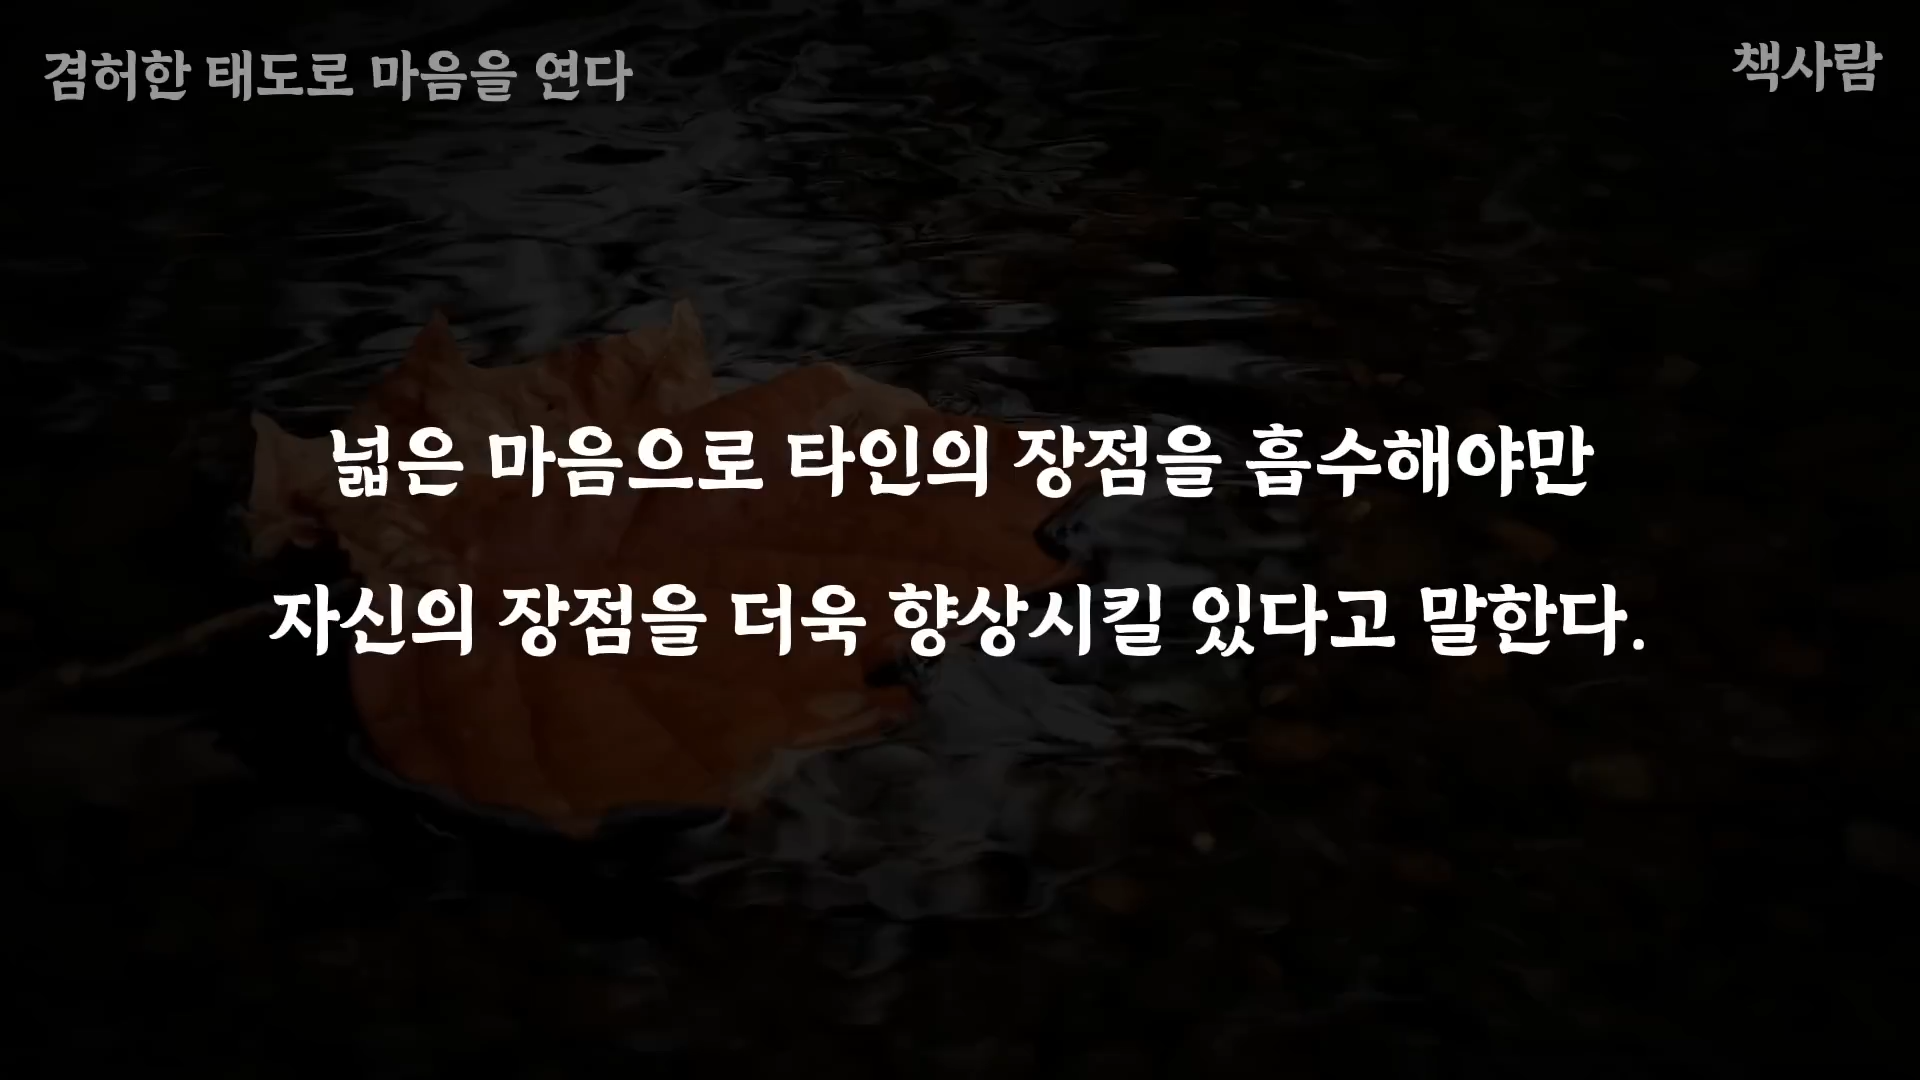 겸허한 태도로 마음을 연다
책사람
넓은 마음으로 타인의 장점을 흡수해야만
자신의 장점을 더욱 향상시킬 있다고 말한다.